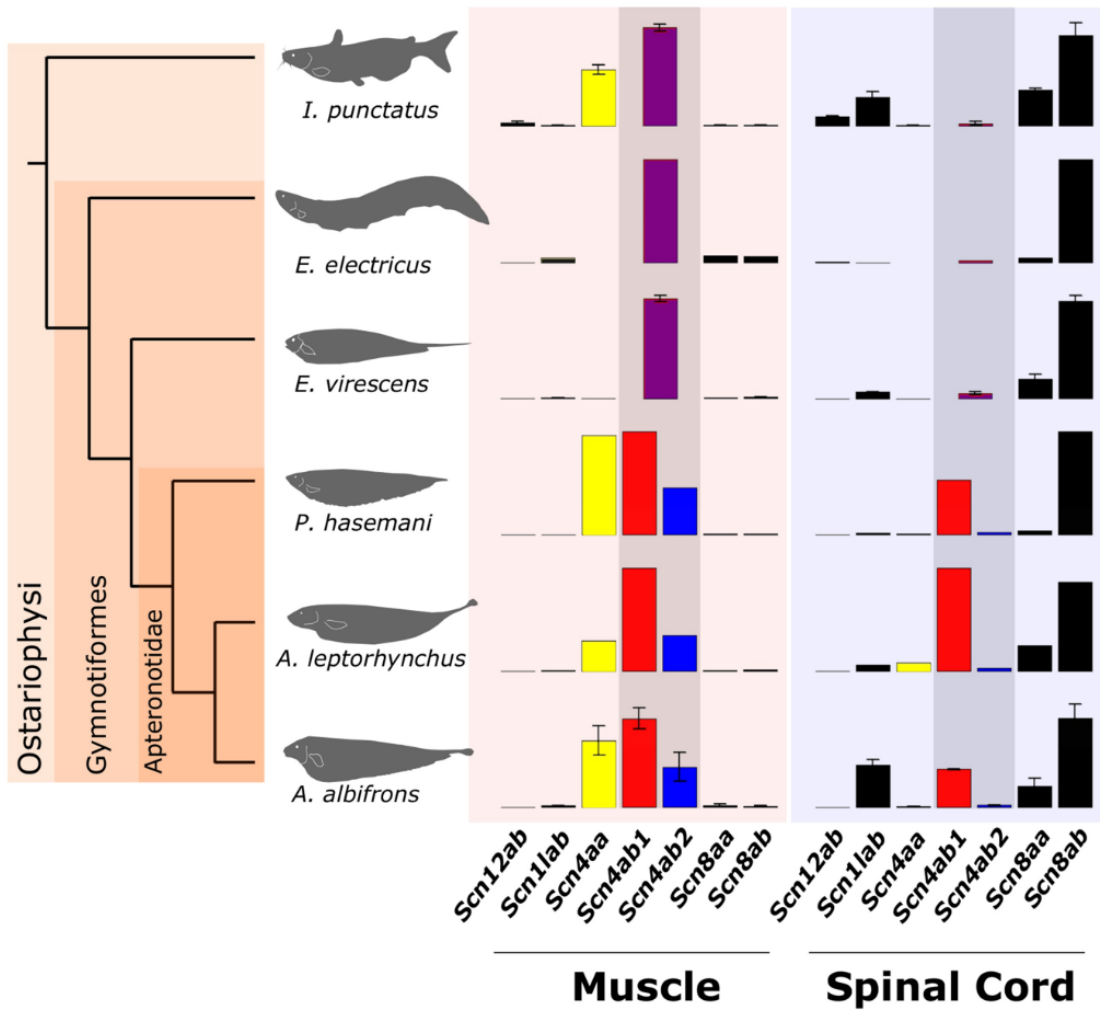 Ostariophysi
Gymnotiformes
Apteronotidae
I. punctatus
E. electricus
E. virescens
P. hasemani
A. leptorhynchus
A. albifrons
Scn12ab
Scn1lab
Scn4aa
Scn4ab1
Scn4ab2
Scn8aa
Scn8ab
Scn12ab
Scn1lab
Scn4aa
Scn4ab1
Scn4ab2
Scn8aa
Scn8ab
Muscle
Spinal Cord